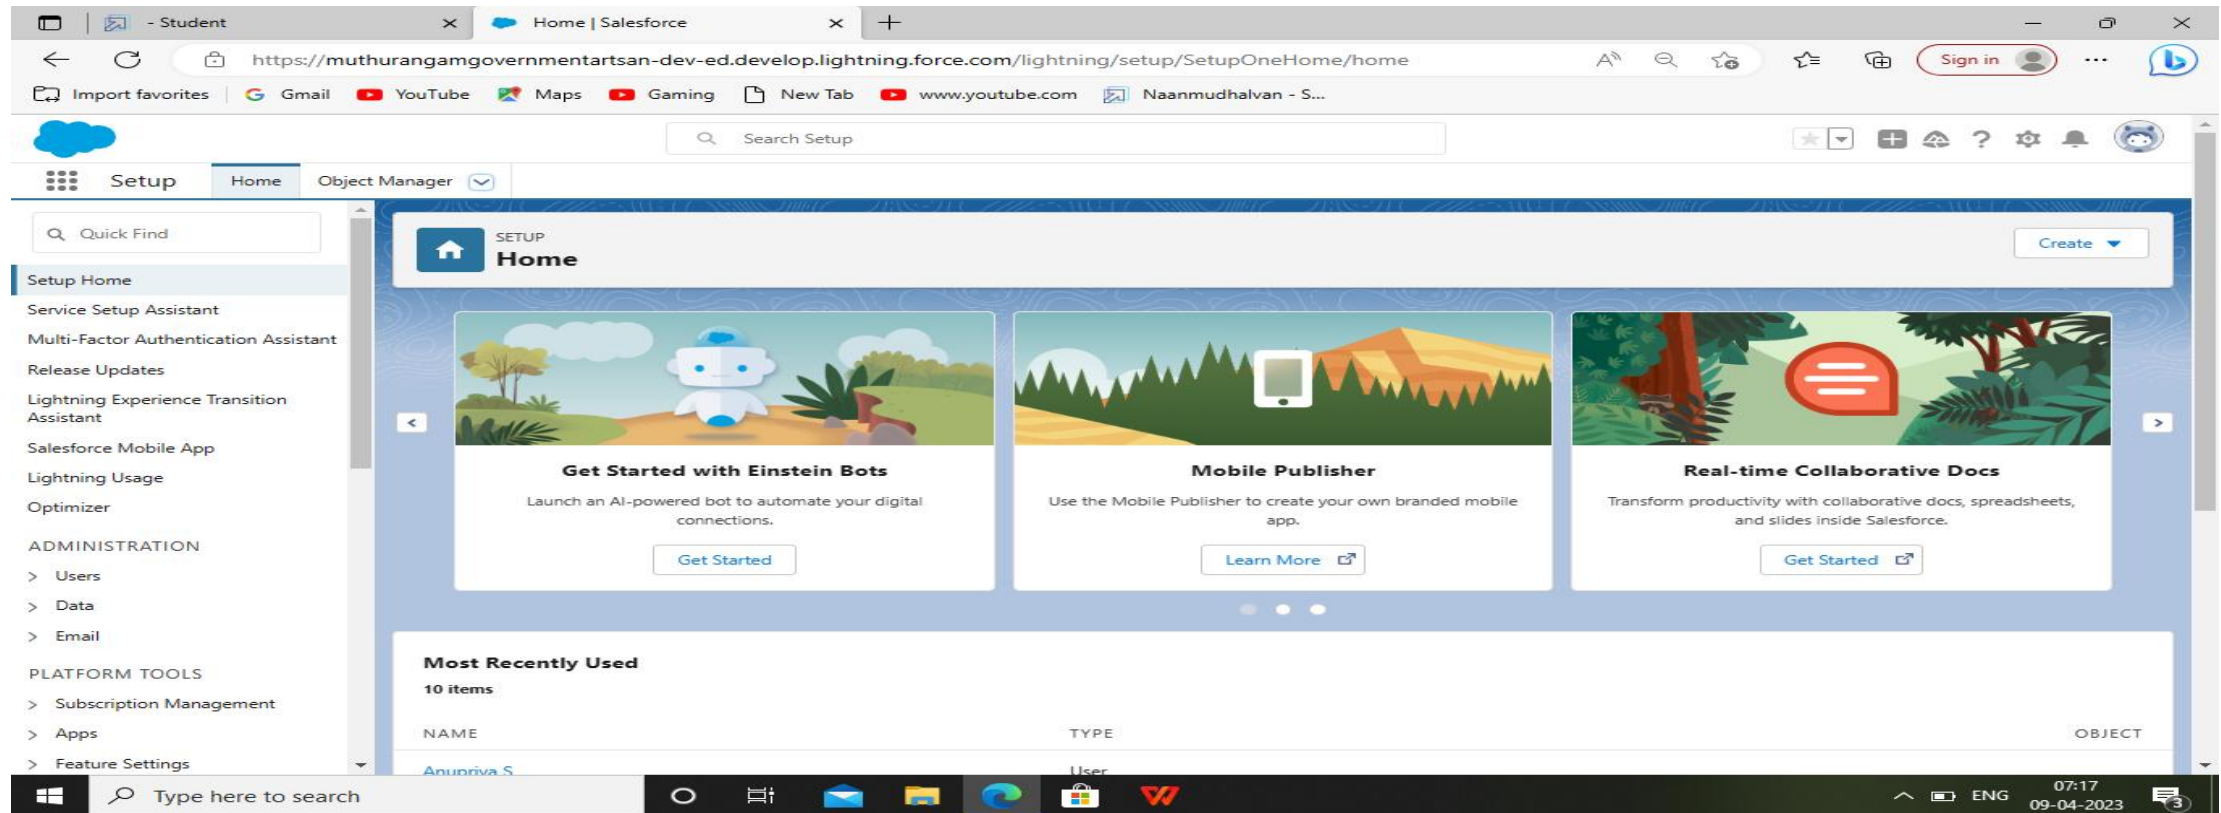 - Student
Home | Salesforce
https://muthurangamgovernmentartsan-dev-ed.develop.lightning.force.com/lightning/setup/SetupOneHome/home
Sign in
Import favorites
Gmail
YouTube
Maps
Gaming
New Tab
www.youtube.com
Naanmudhalvan - S...
Search Setup
Setup
Home
Object Manager
Quick Find
Setup Home
Service Setup Assistant
Multi-Factor Authentication Assistant
Release Updates
Lightning Experience Transition
Assistant
Salesforce Mobile App
Lightning Usage
Optimizer
ADMINISTRATION
Users
Data
Email
PLATFORM TOOLS
Subscription Management
Apps
Feature Settings
SETUP
Home
Create
Get Started with Einstein Bots
Launch an AI-powered bot to automate your digital
connections.
Get Started
Mobile Publisher
Use the Mobile Publisher to create your own branded mobile
app.
Learn More
Real-time Collaborative Docs
Transform productivity with collaborative docs, spreadsheets,
and slides inside Salesforce.
Get Started
Most Recently Used
10 items
NAME TYPE OBJECT
Anupriya S User
Type here to search
ENG
07:17
09-04-2023
3